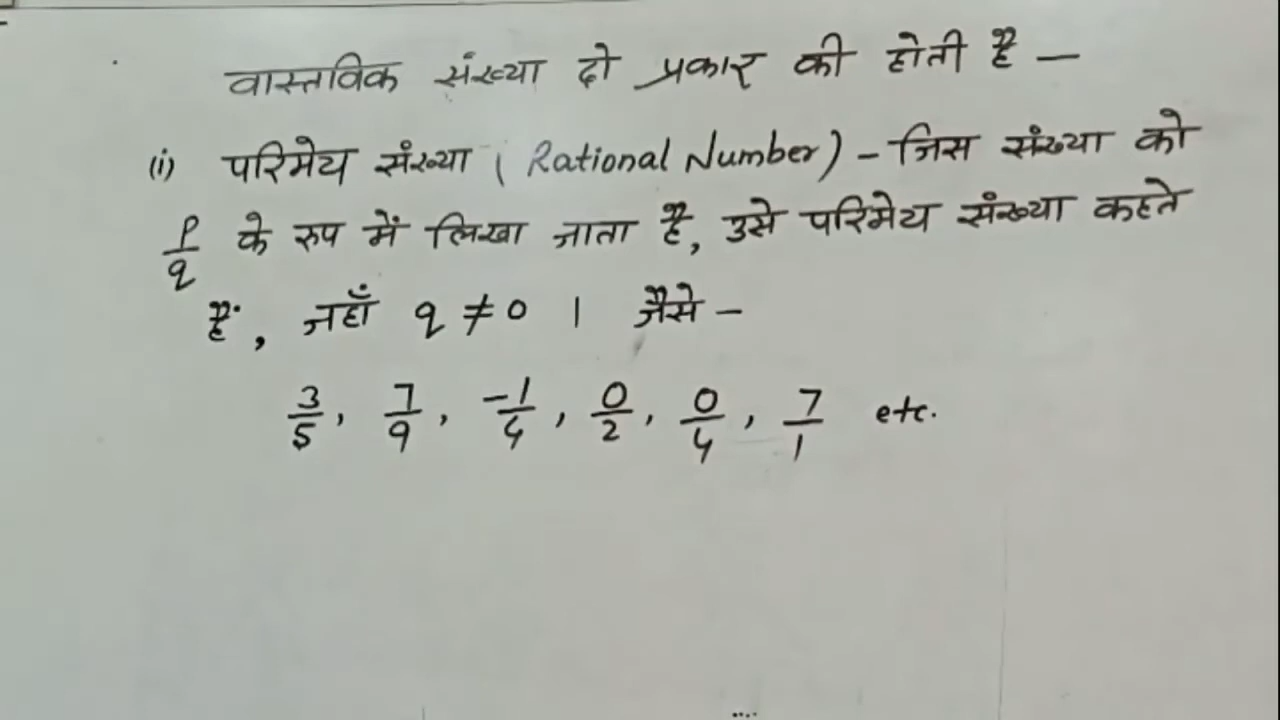 वास्तविक संख्या दो प्रकार की होती है –
(i) परिमेय संख्या ( Rational Number ) – जिस संख्या को
p/q के रुप में लिखा जाता है, उसे परिमेय संख्या कहते
हैं, जहाँ q ≠ 0 । जैसे –
3/5, 7/9, -1/4, 0/2, 0/4, 7/1 etc.